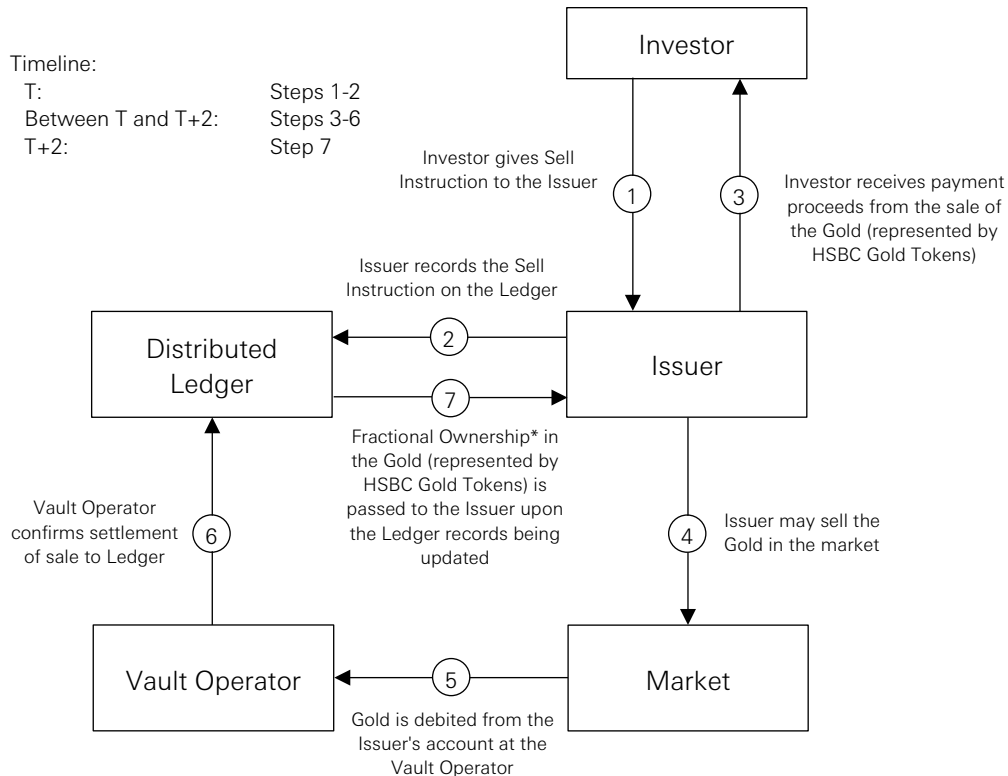 Investor
Timeline:
T: Steps 1-2
Between T and T+2: Steps 3-6
T+2: Step 7
Investor gives Sell
Instruction to the Issuer
1
3
Investor receives payment
proceeds from the sale of
the Gold (represented by
HSBC Gold Tokens)
Issuer records the Sell
Instruction on the Ledger
Distributed
Ledger
2
Issuer
7
Fractional Ownership* in
the Gold (represented by
HSBC Gold Tokens) is
passed to the Issuer upon
the Ledger records being
updated
Vault Operator
confirms settlement
of sale to Ledger
6
4
Issuer may sell the
Gold in the market
Vault Operator
5
Market
Gold is debited from the
Issuer's account at the
Vault Operator